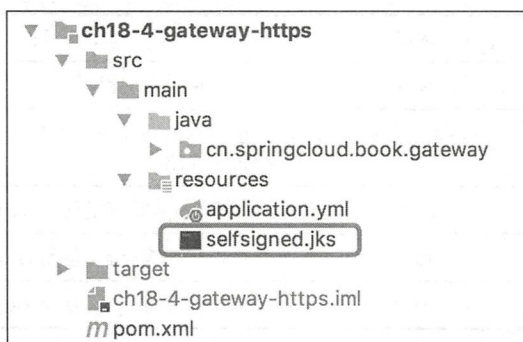 ch18-4-gateway-https
src
main
java
cn.springcloud.book.gateway
resources
application.yml
selfsigned.jks
target
ch18-4-gateway-https.iml
pom.xml